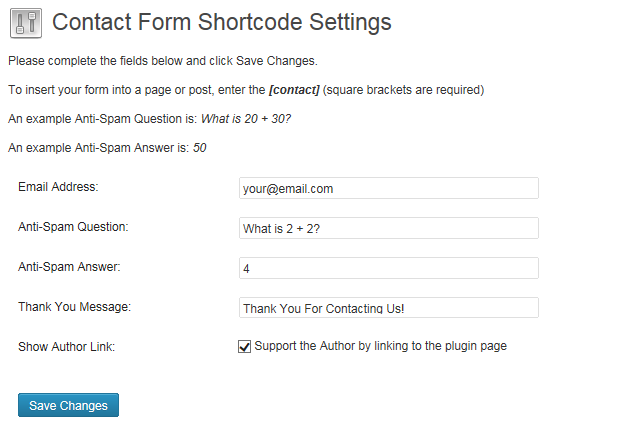 Contact Form Shortcode Settings
Please complete the fields below and click Save Changes.
To insert your form into a page or post, enter the [contact] (square brackets are required)
An example Anti-Spam Question is: What is 20 + 30?
An example Anti-Spam Answer is: 50
Email Address: your@email.com
Anti-Spam Question: What is 2 + 2?
Anti-Spam Answer: 4
Thank You Message: Thank You For Contacting Us!
Show Author Link: Support the Author by linking to the plugin page
Save Changes